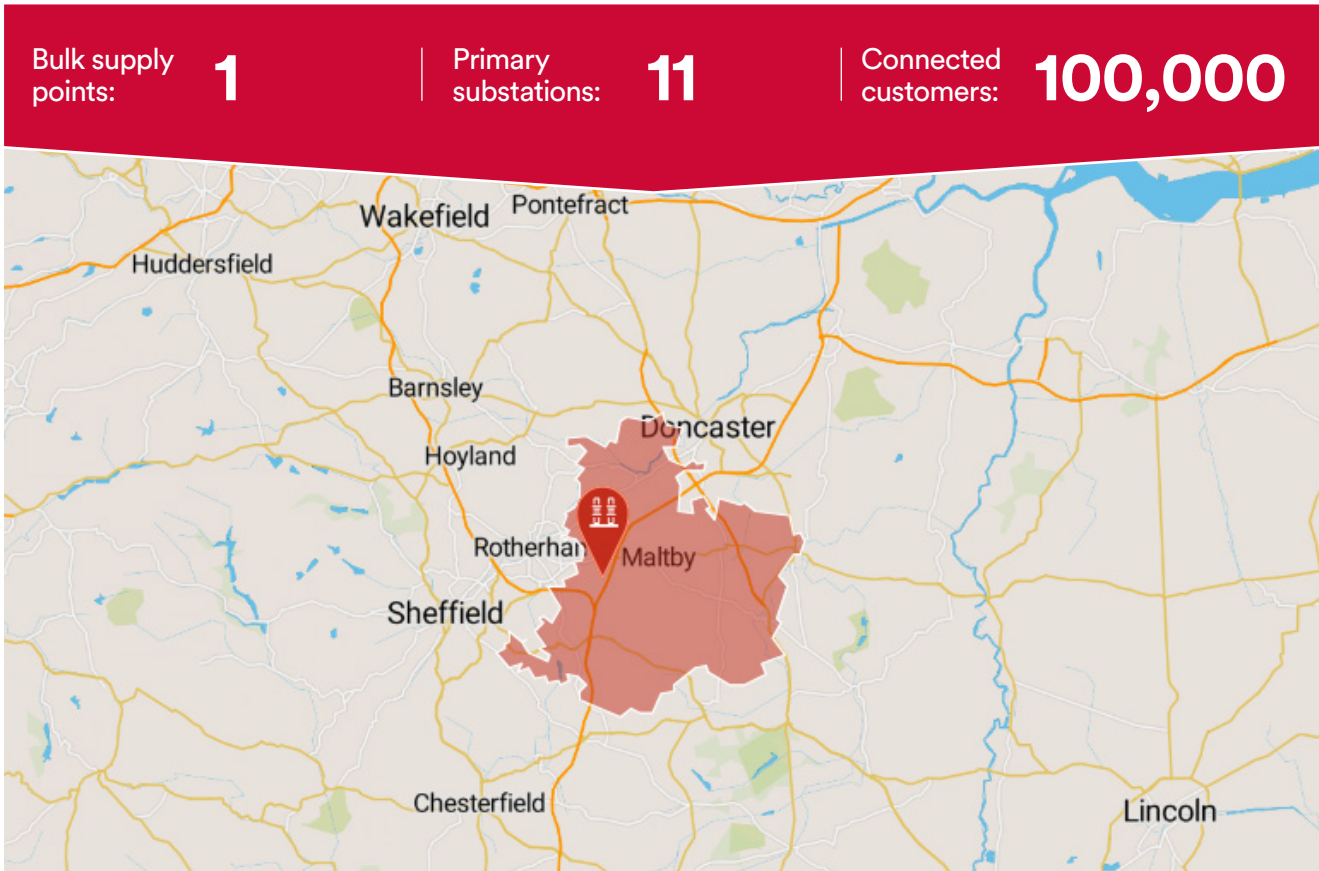 Bulk supply
points:
1
Primary
substations:
11
Connected
customers:
100,000
Wakefield
Pontefract
Huddersfield
Barnsley
Doncaster
Hoyland
Rotherhan
Maltby
Sheffield
Chesterfield
Lincoln